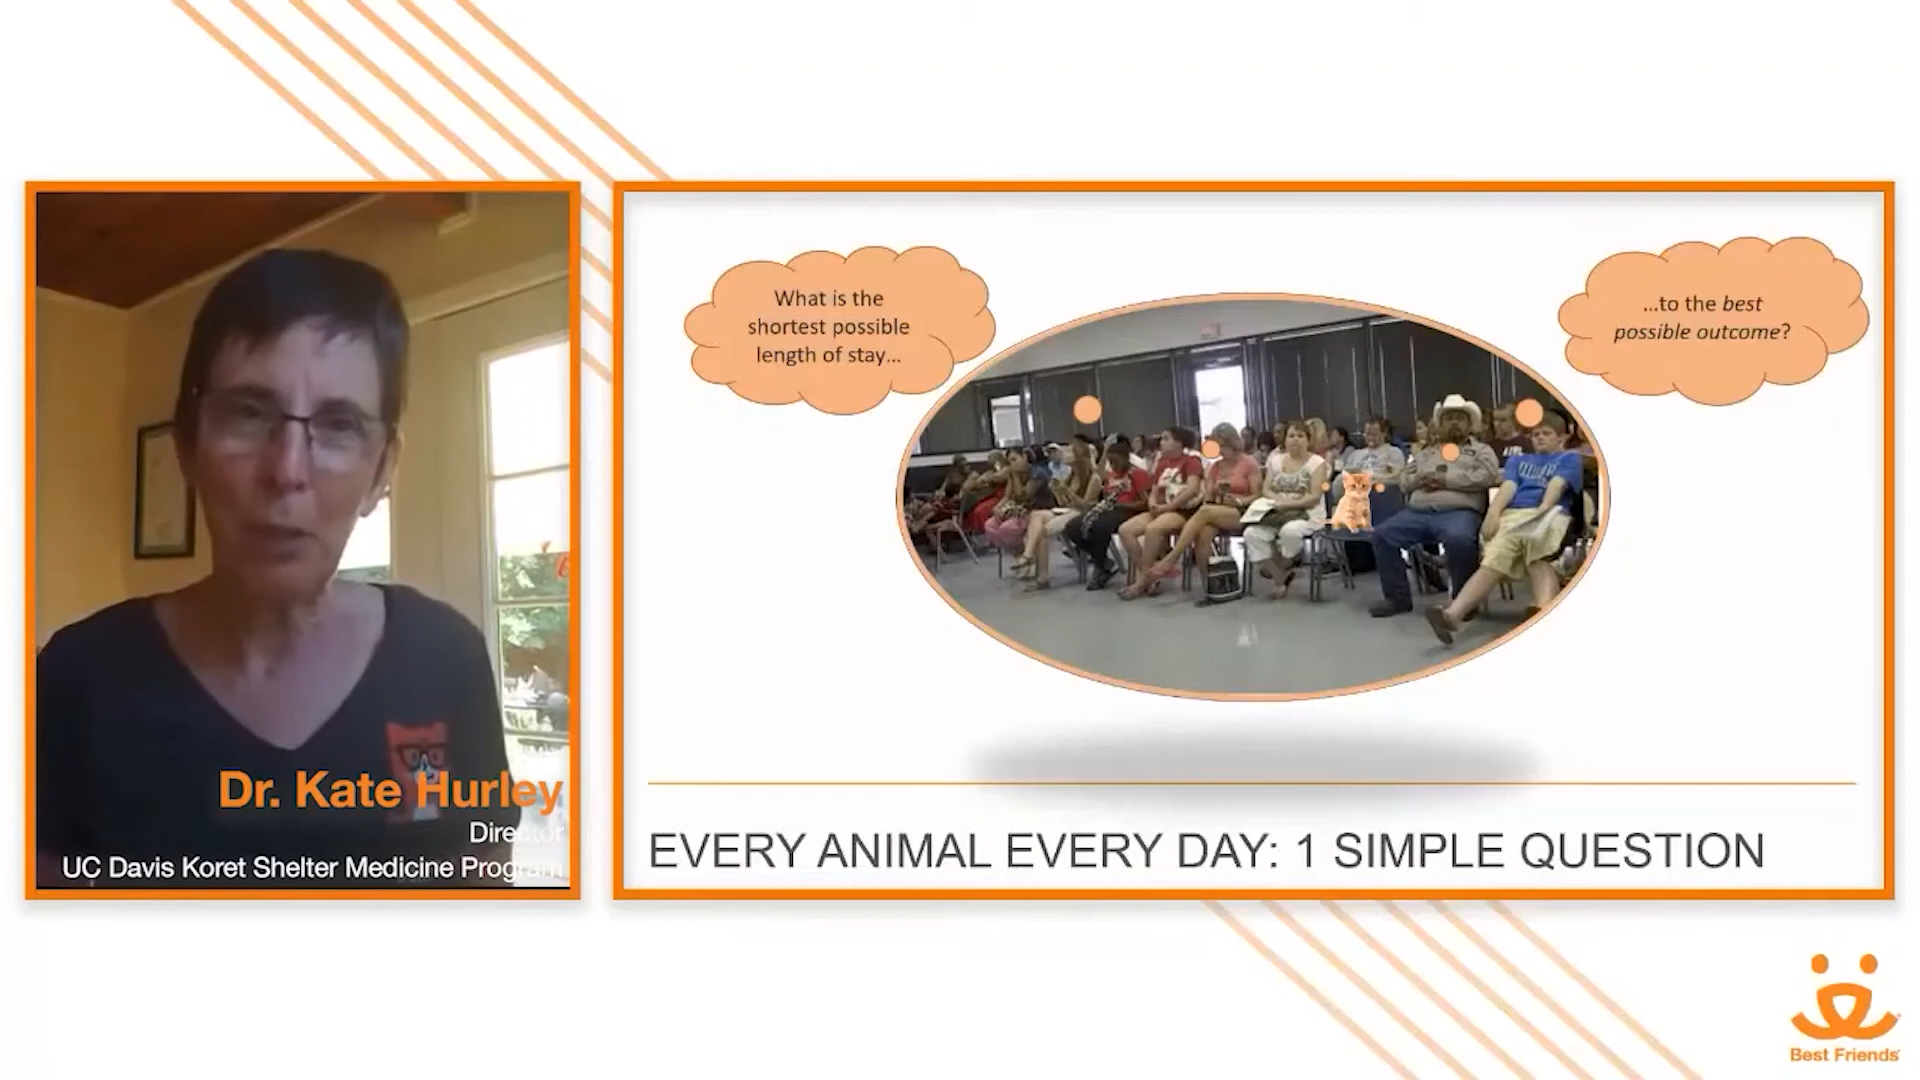 What is the
shortest possible
length of stay...
...to the best
possible outcome?
Dr. Kate Hurley
Director
UC Davis Koret Shelter Medicine Program
EVERY ANIMAL EVERY DAY: 1 SIMPLE QUESTION
Best Friends